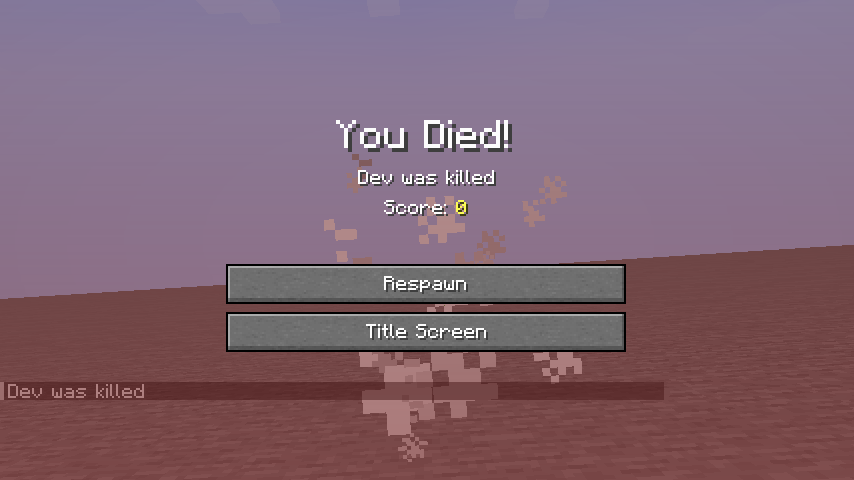 You Died!
Dev was killed
Score: 0
Respawn
Title Screen
Dev was killed